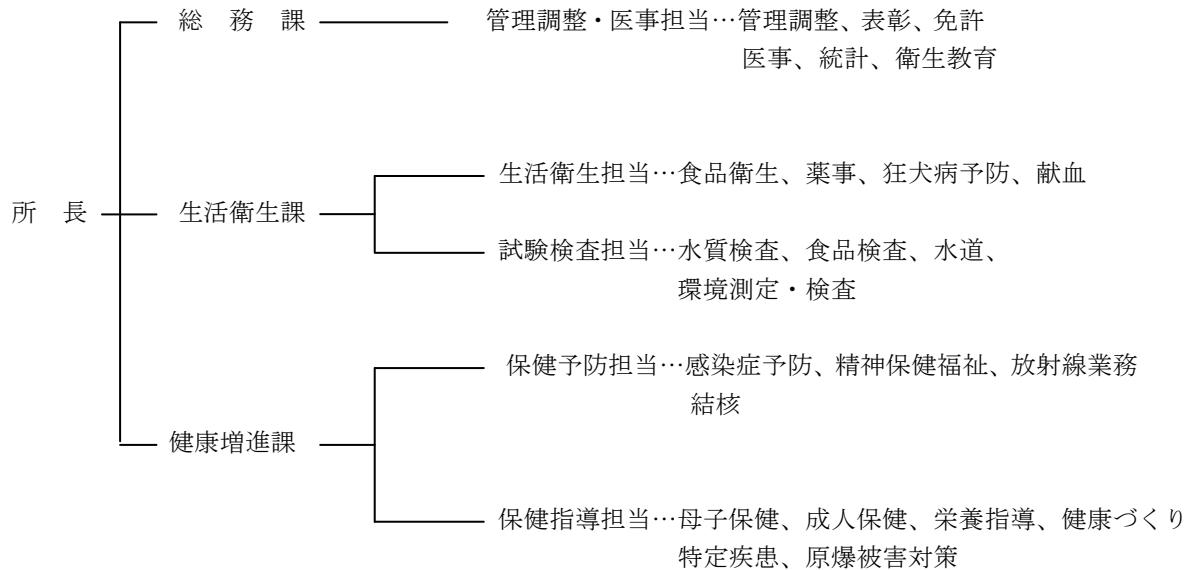 総　務　課　管理調整・医事担当…管理調整、表彰、免許
医事、統計、衛生教育
生活衛生担当…食品衛生、薬事、狂犬病予防、献血
所　長　生活衛生課
試験検査担当…水質検査、食品検査、水道、
環境測定・検査
保健予防担当…感染症予防、精神保健福祉、放射線業務
結核
健康増進課
保健指導担当…母子保健、成人保健、栄養指導、健康づくり
特定疾患、原爆被害対策